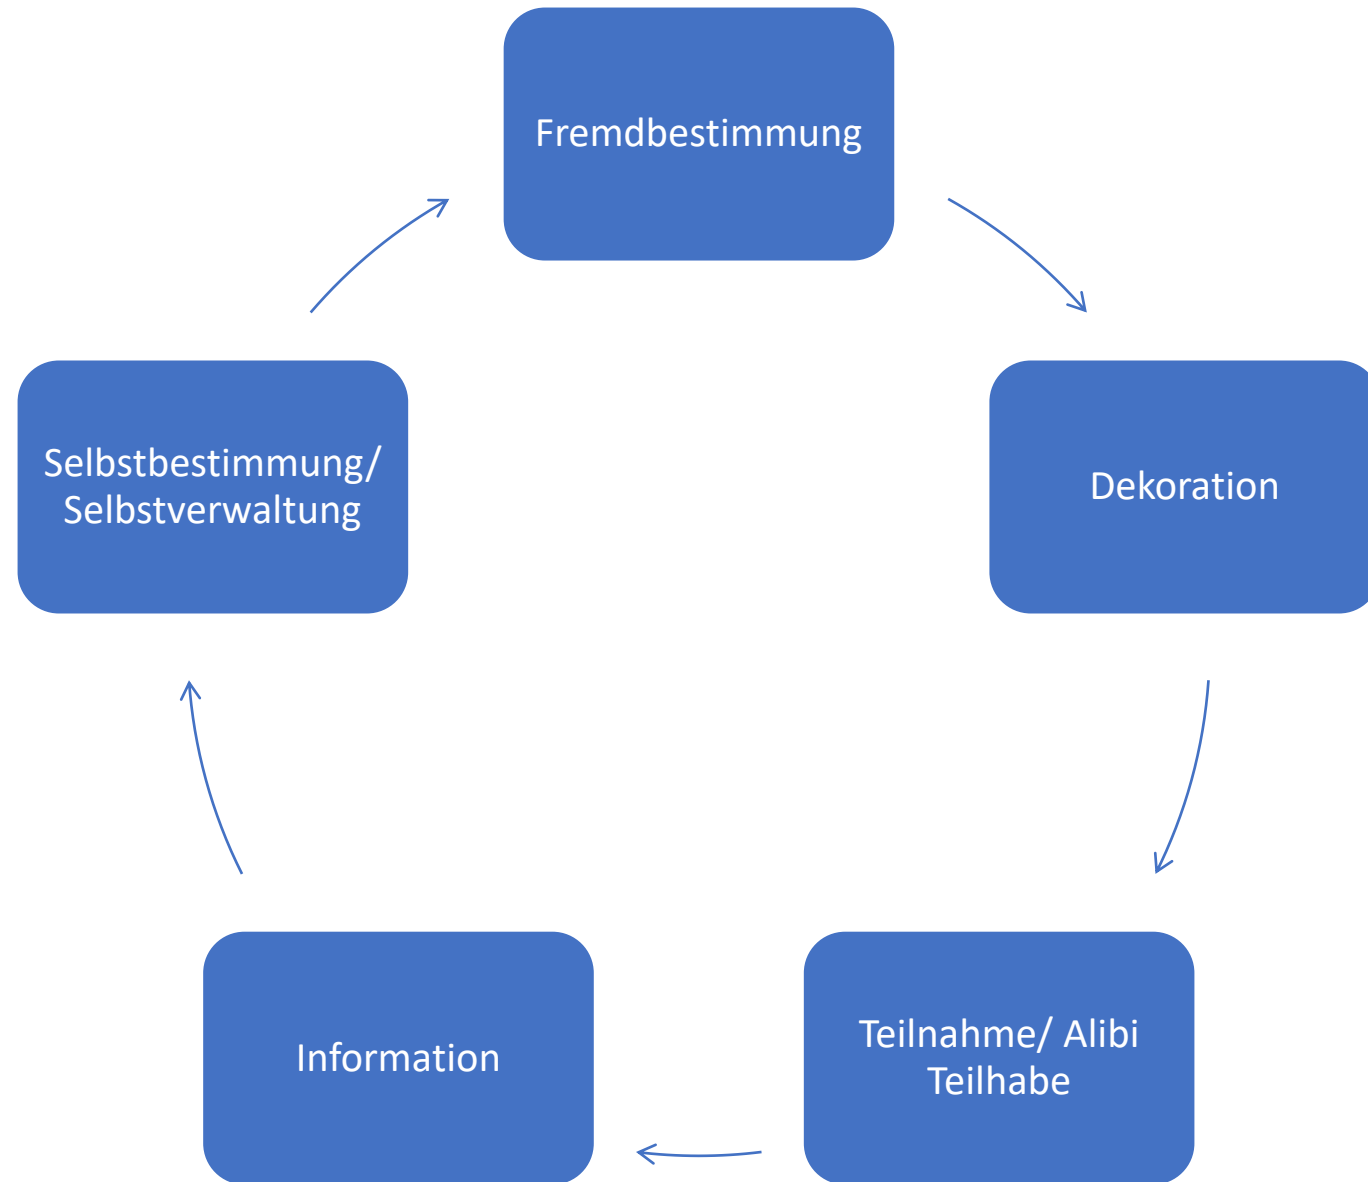 Fremdbestimmung
Dekoration
Teilnahme/ Alibi
Teilhabe
Information
Selbstbestimmung/
Selbstverwaltung